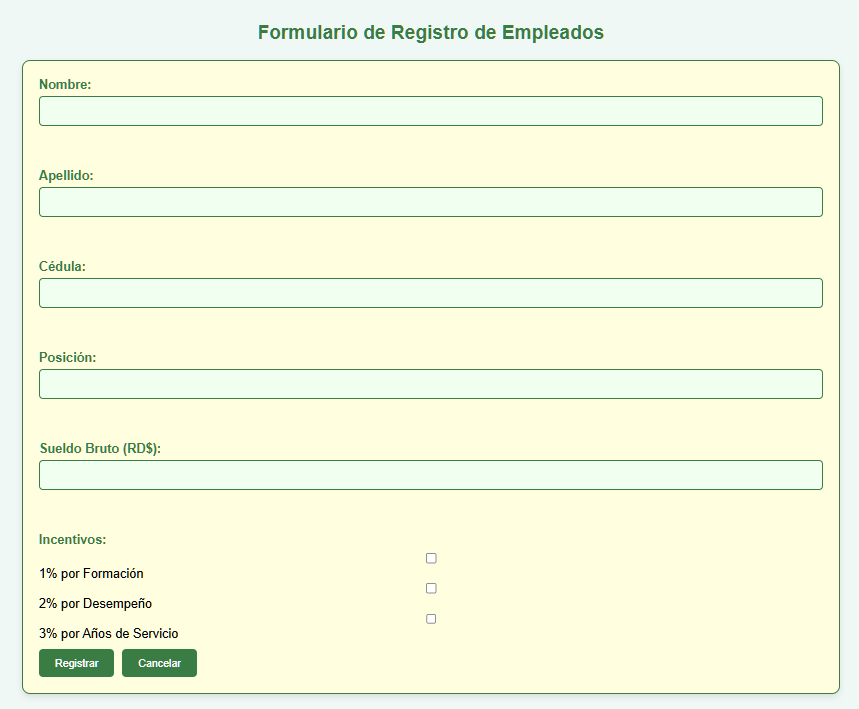 Formulario de Registro de Empleados
Nombre:
Apellido:
Cédula:
Posición:
Sueldo Bruto (RD$):
Incentivos:
1% por Formación
2% por Desempeño
3% por Años de Servicio
Registrar Cancelar